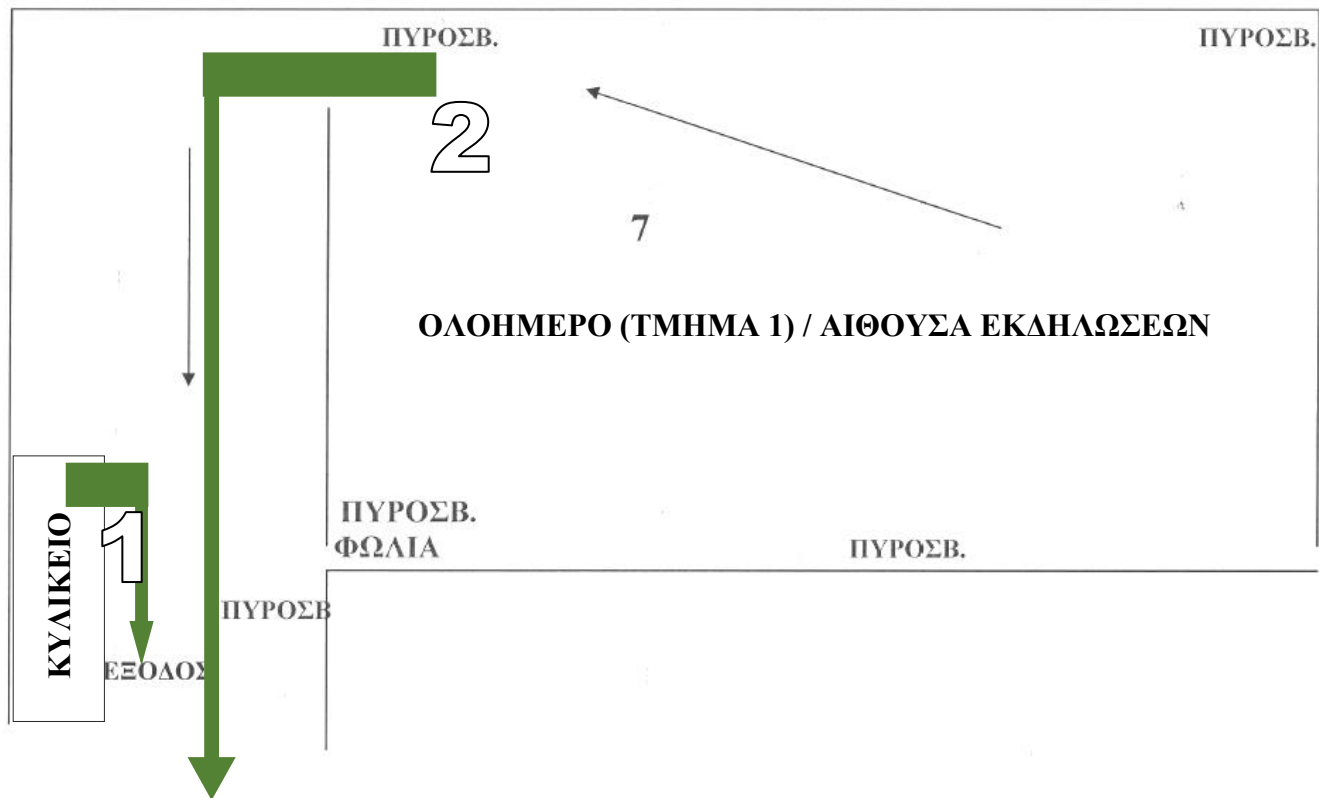 ΠΥΡΟΣΒ.
ΠΥΡΟΣΒ.
2
7
ΟΛΟΗΜΕΡΟ (ΤΜΗΜΑ 1) / ΑΙΘΟΥΣΑ ΕΚΔΗΛΩΣΕΩΝ
ΚΥΛΙΚΕΙΟ
1
ΠΥΡΟΣΒ.
ΦΩΛΙΑ
ΠΥΡΟΣΒ.
ΠΥΡΟΣΒ
ΕΞΟΔΟΣ